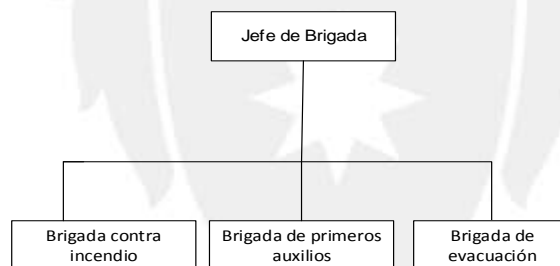 Jefe de Brigada
Brigada contra
incendio
Brigada de primeros
auxilios
Brigada de
evacuación